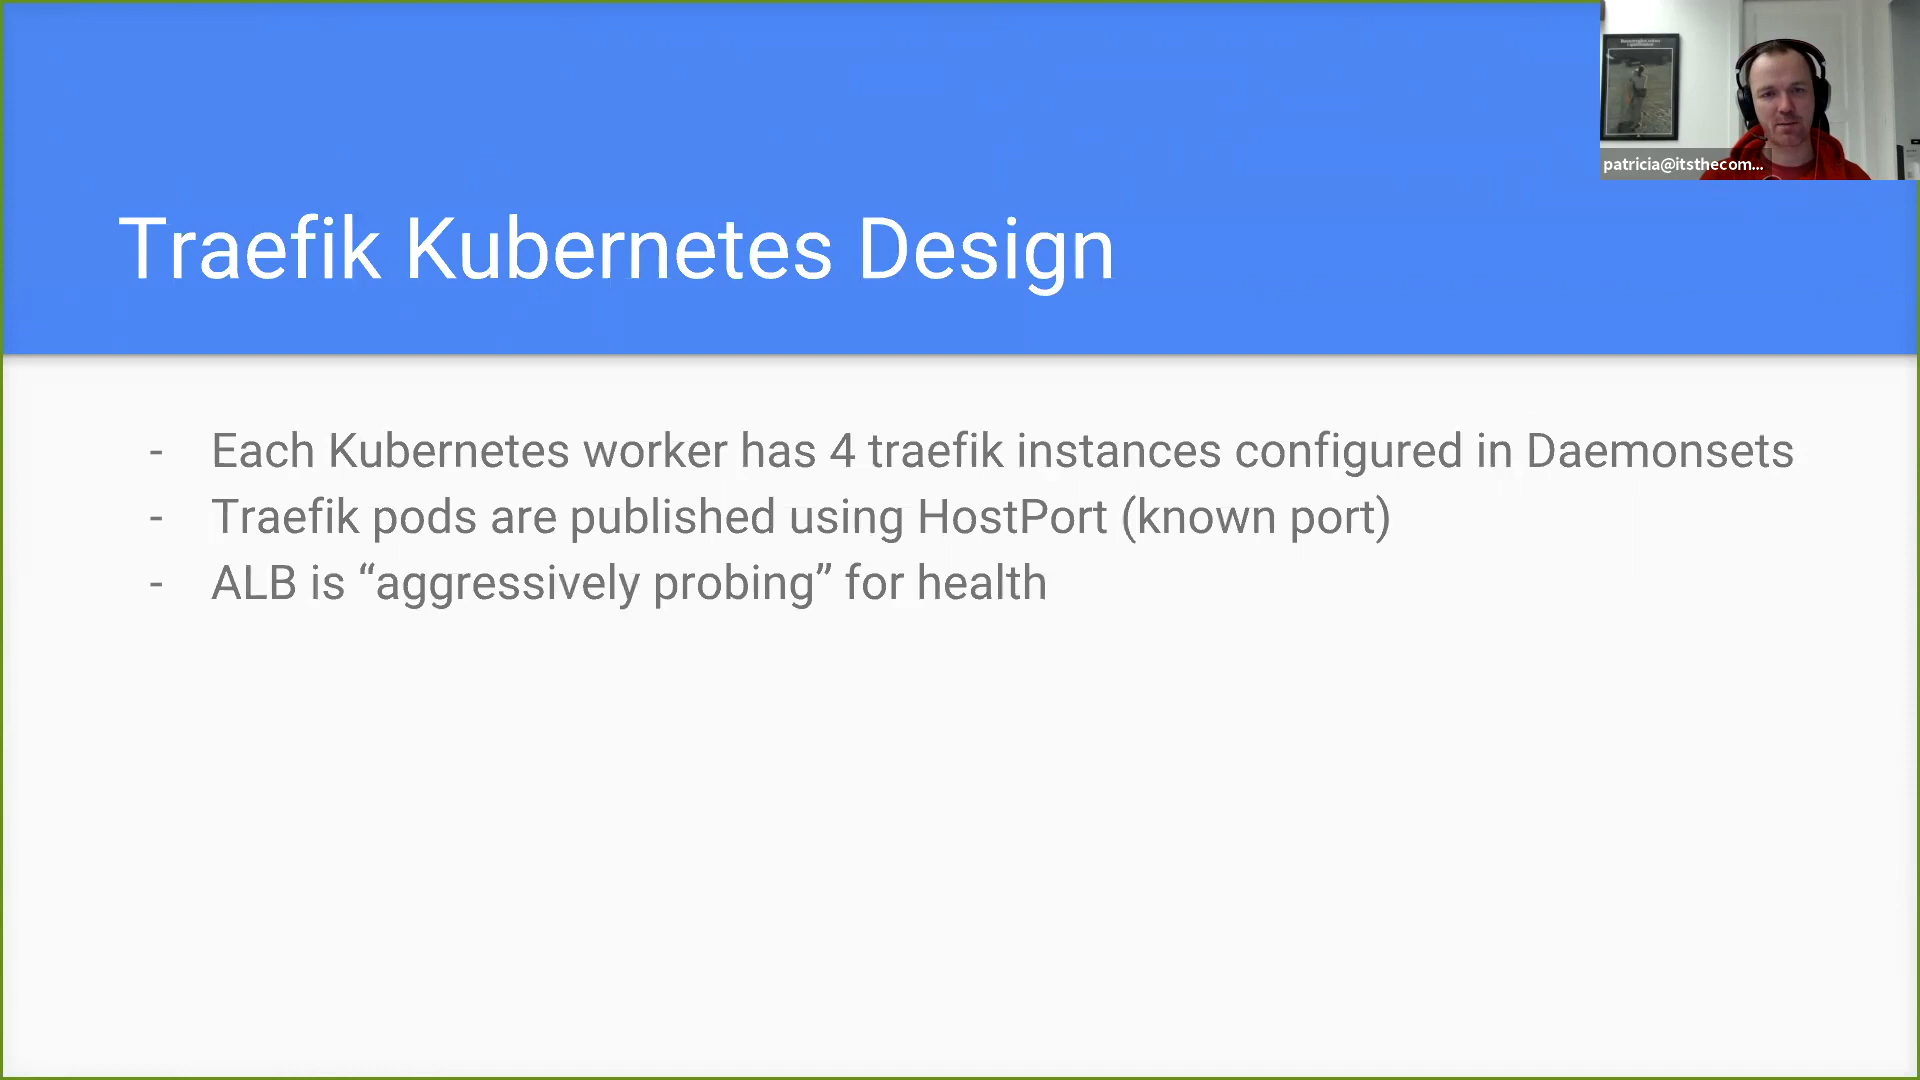 patricia@itsthecom...
Traefik Kubernetes Design
- Each Kubernetes worker has 4 traefik instances configured in Daemonsets
- Traefik pods are published using HostPort (known port)
- ALB is “aggressively probing” for health